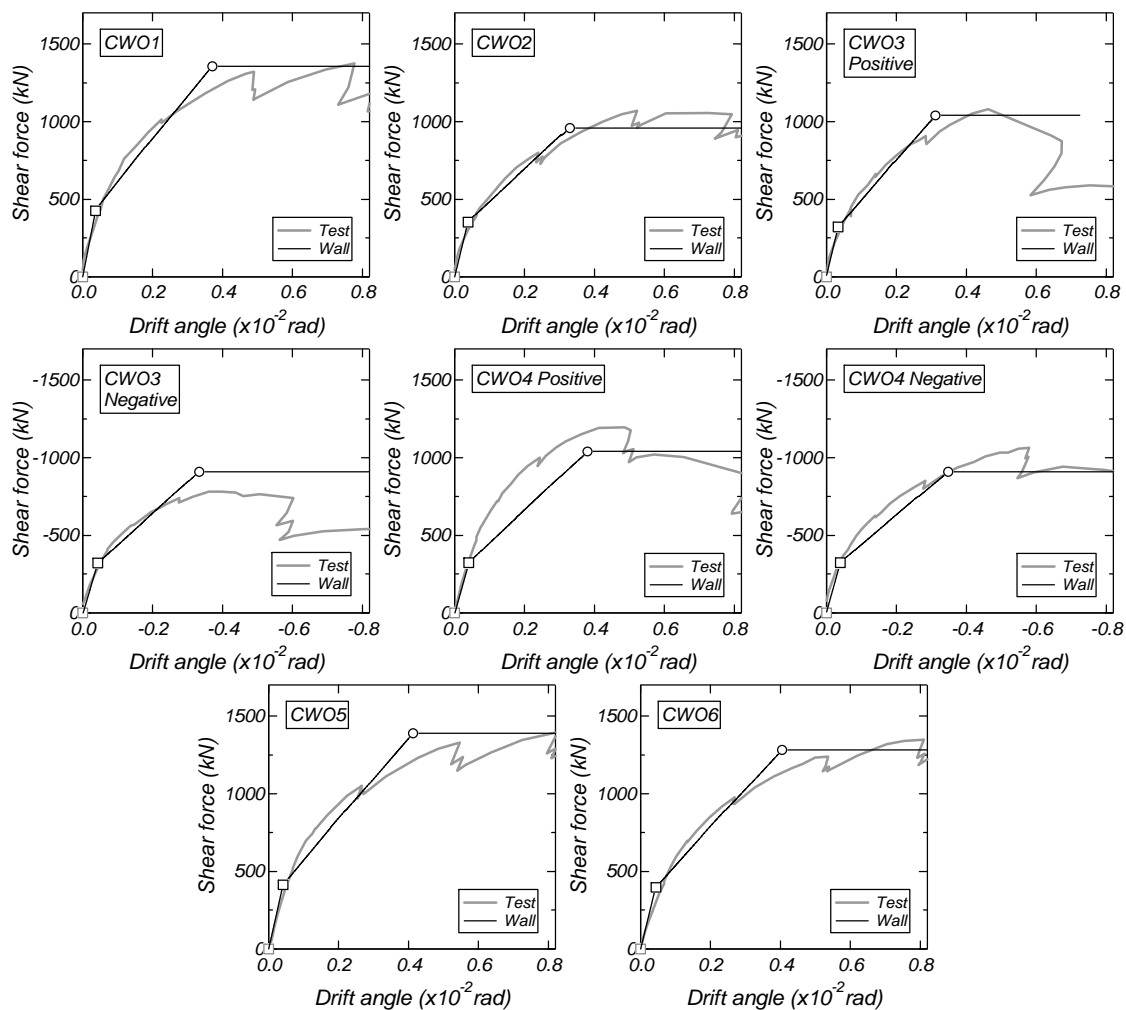 CWO1
Shear force (kN)
1500
1000
500
0
0.0 0.2 0.4 0.6 0.8
Drift angle (x10-2 rad)
Test
Wall
CWO2
Shear force (kN)
1500
1000
500
0
0.0 0.2 0.4 0.6 0.8
Drift angle (x10-2 rad)
Test
Wall
CWO3
Positive
Shear force (kN)
1500
1000
500
0
0.0 0.2 0.4 0.6 0.8
Drift angle (x10-2 rad)
Test
Wall
CWO3
Negative
Shear force (kN)
-1500
-1000
-500
0
0.0 -0.2 -0.4 -0.6 -0.8
Drift angle (x10-2 rad)
Test
Wall
CWO4 Positive
Shear force (kN)
1500
1000
500
0
0.0 0.2 0.4 0.6 0.8
Drift angle (x10-2 rad)
Test
Wall
CWO4 Negative
Shear force (kN)
-1500
-1000
-500
0
0.0 -0.2 -0.4 -0.6 -0.8
Drift angle (x10-2 rad)
Test
Wall
CWO5
Shear force (kN)
1500
1000
500
0
0.0 0.2 0.4 0.6 0.8
Drift angle (x10-2 rad)
Test
Wall
CWO6
Shear force (kN)
1500
1000
500
0
0.0 0.2 0.4 0.6 0.8
Drift angle (x10-2 rad)
Test
Wall